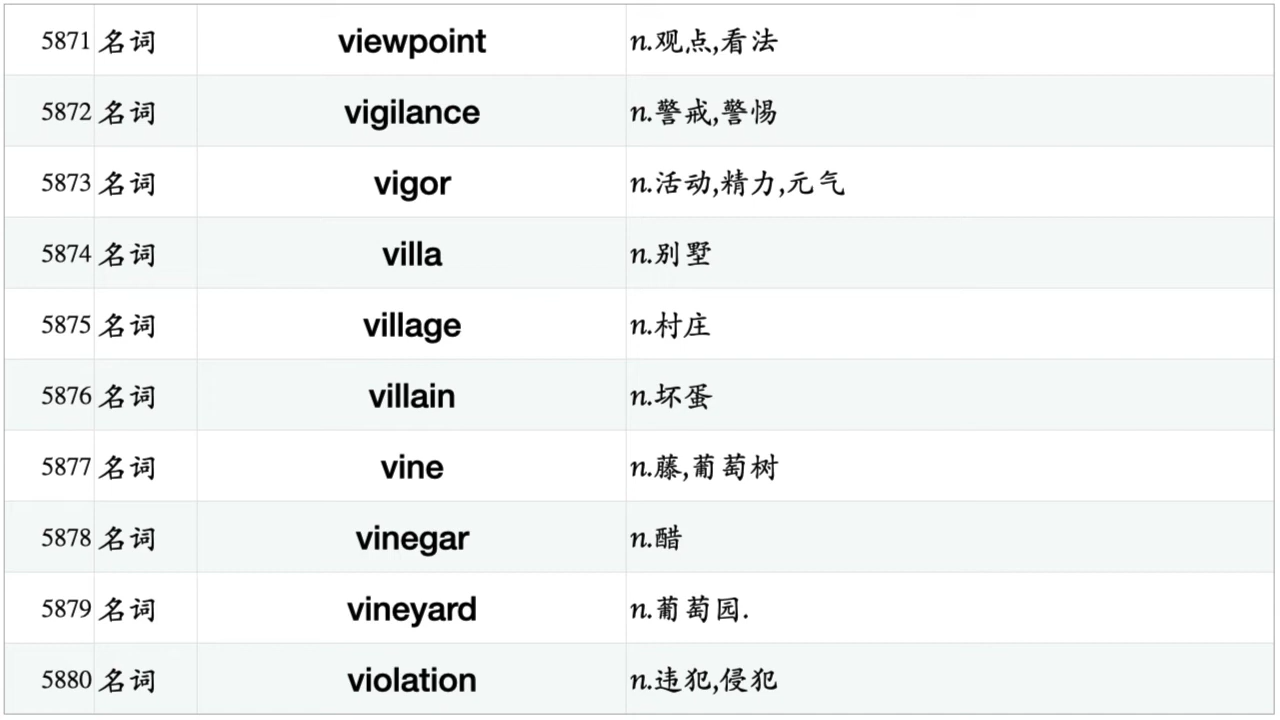 5871 名词 viewpoint n.观点,看法
5872 名词 vigilance n.警戒,警惕
5873 名词 vigor n.活动,精力,元气
5874 名词 villa n.别墅
5875 名词 village n.村庄
5876 名词 villain n.坏蛋
5877 名词 vine n.藤,葡萄树
5878 名词 vinegar n.醋
5879 名词 vineyard n.葡萄园.
5880 名词 violation n.违犯,侵犯